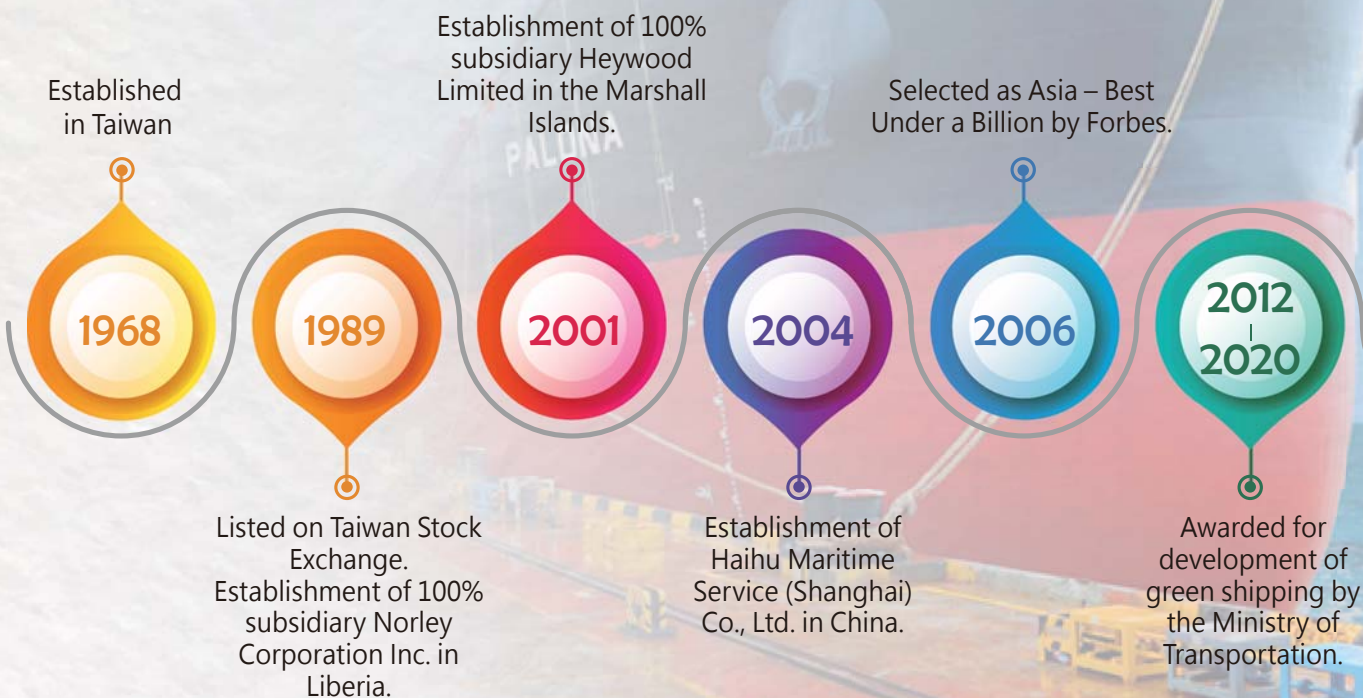 Established
in Taiwan
1968
1989
Listed on Taiwan Stock
Exchange.
Establishment of 100%
subsidiary Norley
Corporation Inc. in
Liberia.
Establishment of 100%
subsidiary Heywood
Limited in the Marshall
Islands.
PALONA
2001
2004
Establishment of
Haihu Maritime
Service (Shanghai)
Co., Ltd. in China.
Selected as Asia – Best
Under a Billion by Forbes.
2006
2012
–
2020
Awarded for
development of
green shipping by
the Ministry of
Transportation.